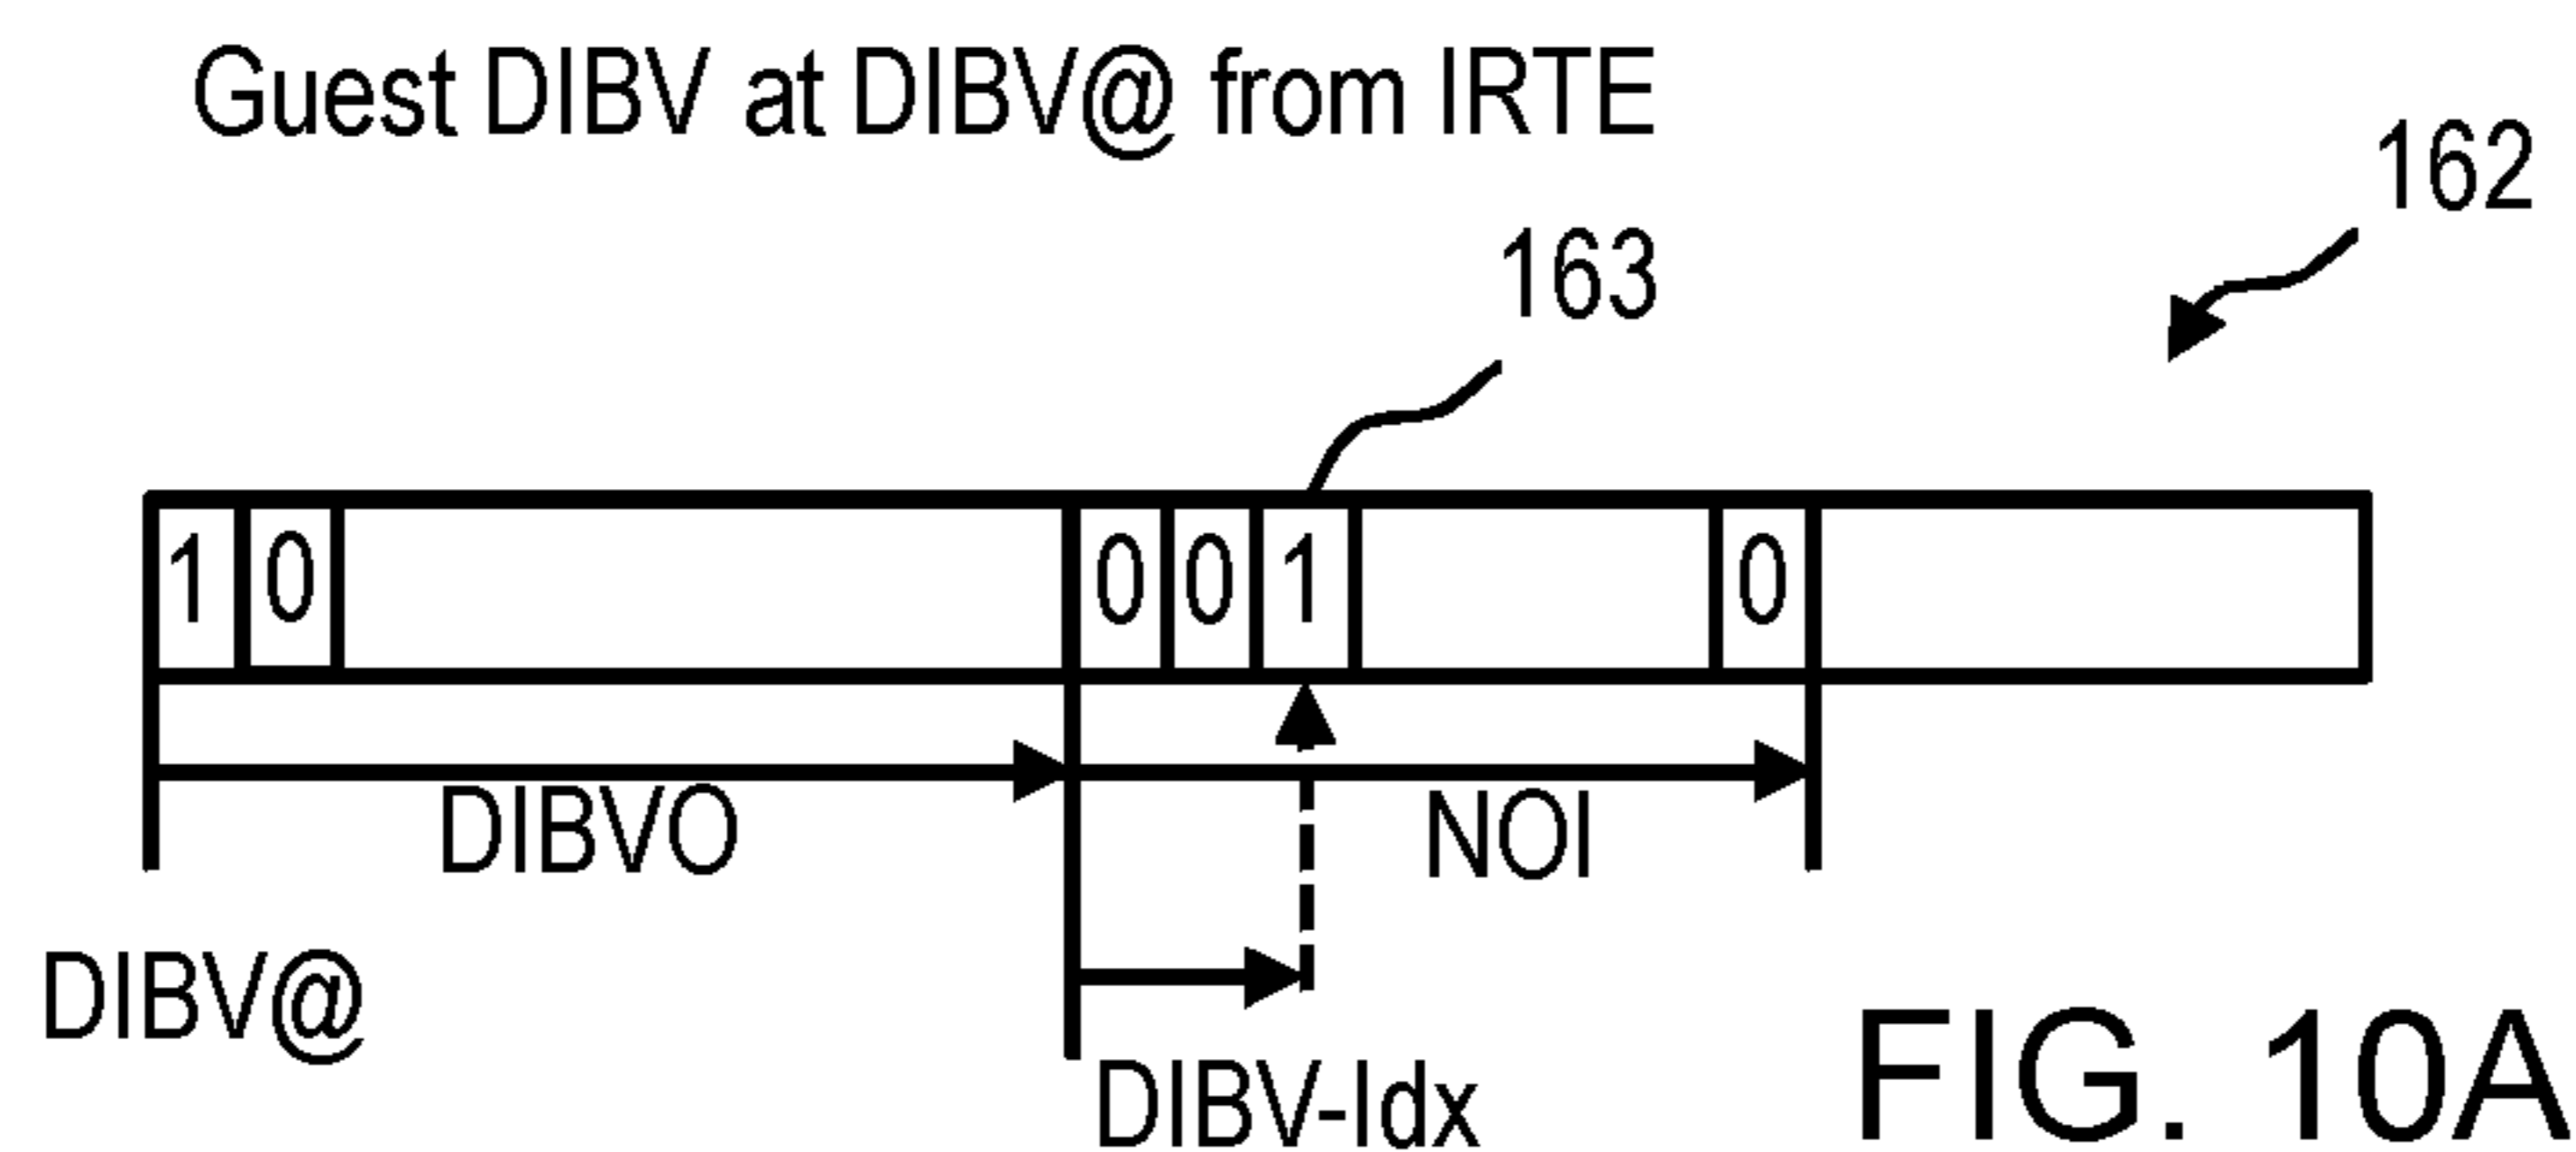 Guest DIBV at DIBV@ from IRTE
162
163
1 0 0 0 1 0
DIBVO NOI
DIBV@
DIBV-Idx
FIG. 10A